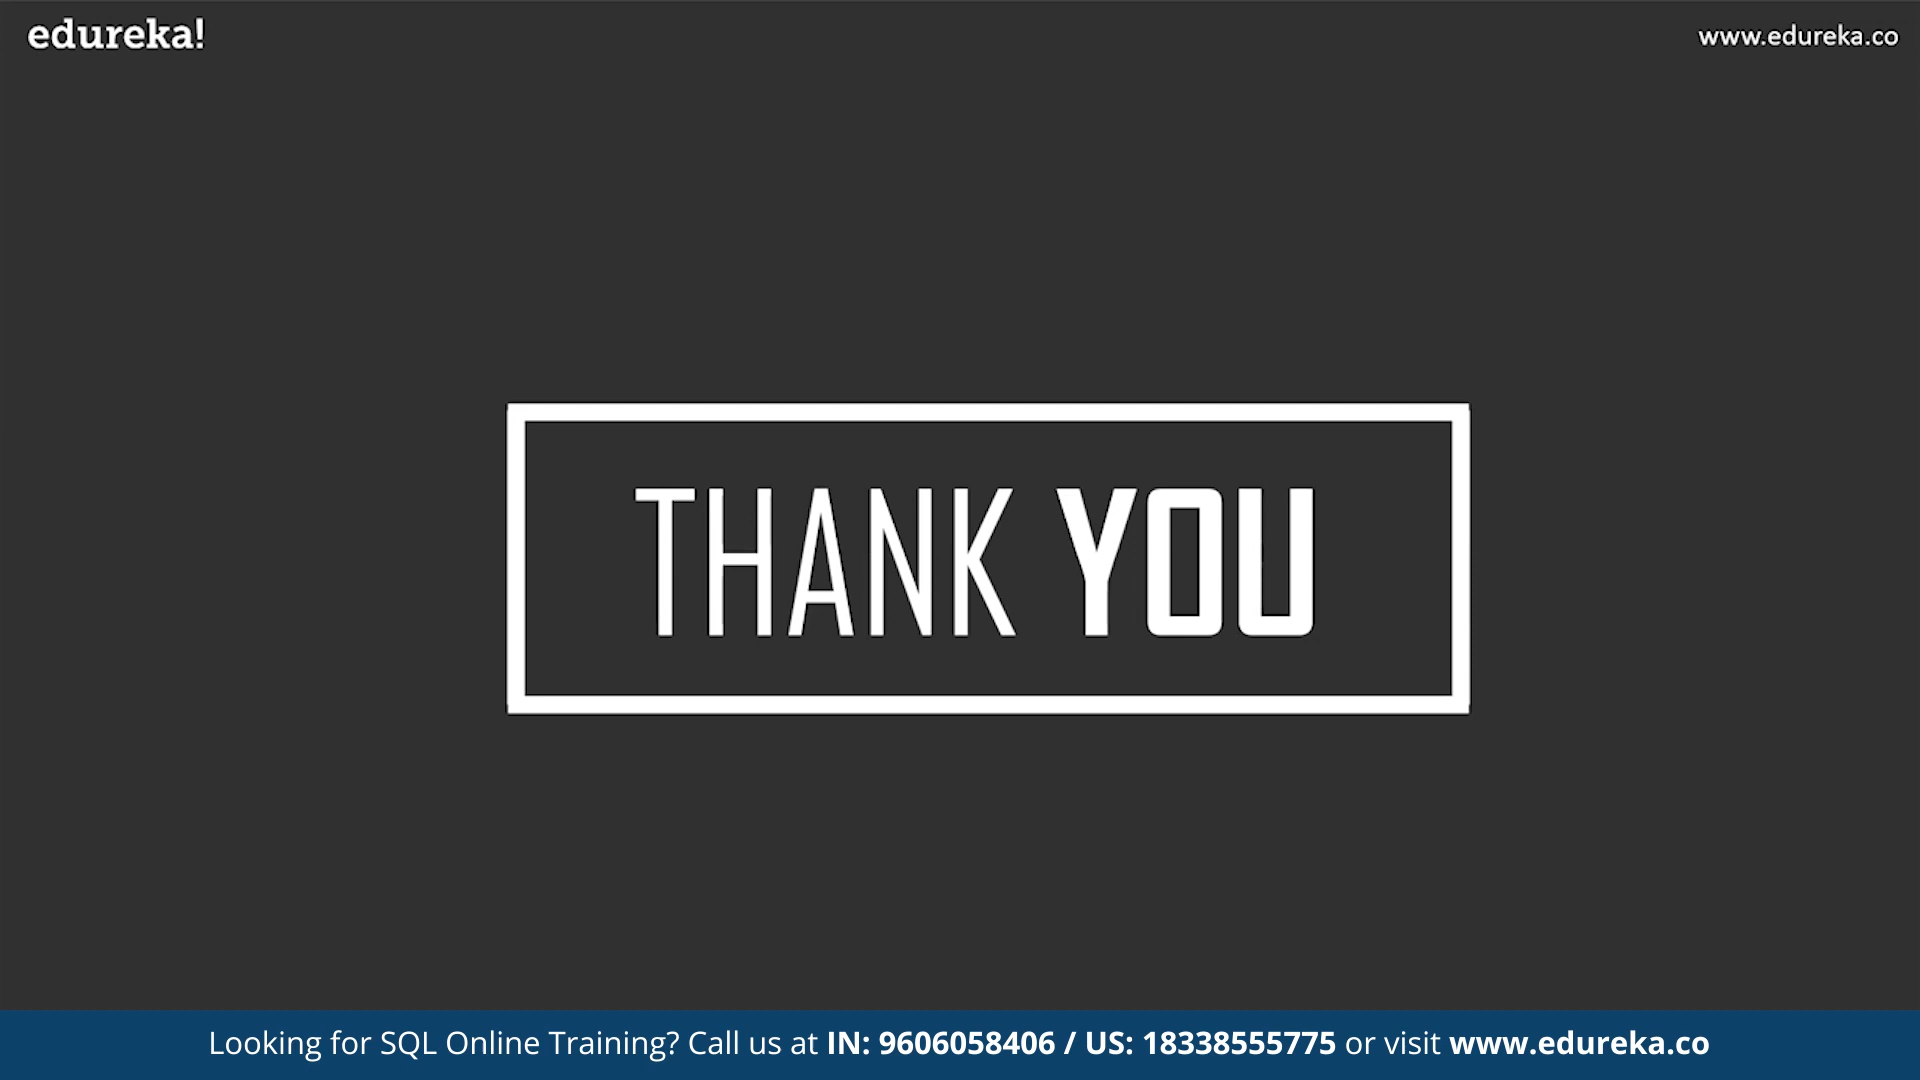 edureka!
www.edureka.co
THANK YOU
Looking for SQL Online Training? Call us at IN: 9606058406 / US: 18338555775 or visit www.edureka.co